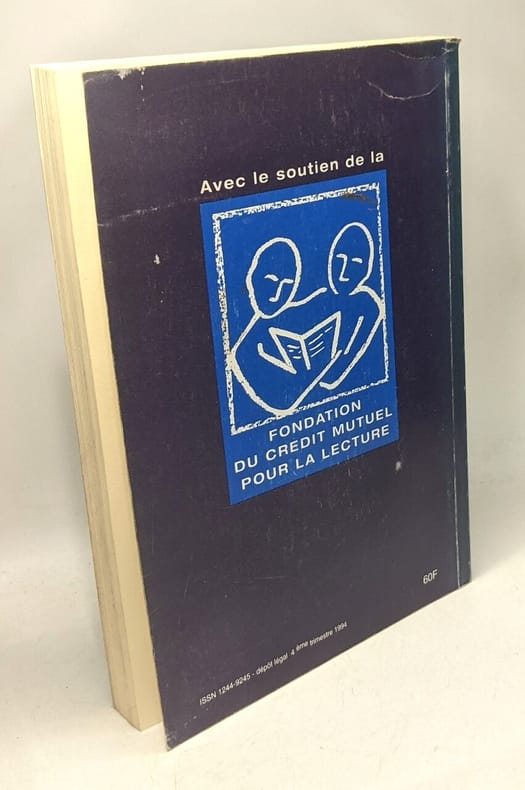 Avec le soutien de la
FONDATION
DU CREDIT MUTUEL
POUR LA LECTURE
60F
ISSN 1244-9245 - dépôt légal 4 ème trimestre 1994